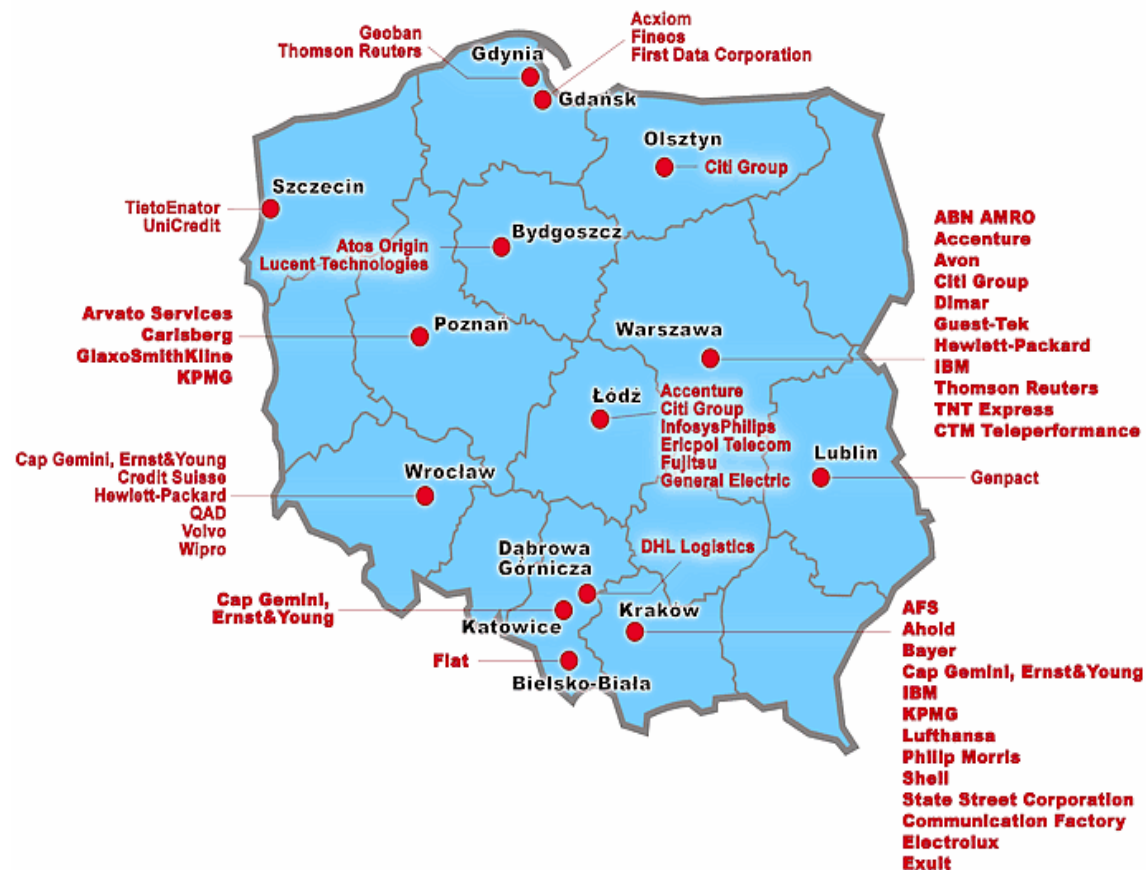 Geoban
Thomson Reuters
Gdynia
Acxiom
Fineos
First Data Corporation
Gdańsk
Olsztyn
Citi Group
Szczecin
TietoEnator
UniCredit
Bydgoszcz
Atos Origin
Lucent Technologies
Arvato Services
Carlsberg
GlaxoSmithKline
KPMG
Poznań
Warszawa
ABN AMRO
Accenture
Avon
Citi Group
Dimar
Guest-Tek
Hewlett-Packard
IBM
Thomson Reuters
TNT Express
CTM Teleperformance
Łódź
Accenture
Citi Group
InfosysPhilips
Ericpol Telecom
Fujitsu
General Electric
Lublin
Genpact
Wrocław
Cap Gemini, Ernst&Young
Credit Suisse
Hewlett-Packard
QAD
Volvo
Wipro
Dąbrowa
Górnicza
DHL Logistics
Cap Gemini,
Ernst&Young
Katowice
Kraków
Fiat
Bielsko-Biała
AFS
Ahold
Bayer
Cap Gemini, Ernst&Young
IBM
KPMG
Lufthansa
Philip Morris
Shell
State Street Corporation
Communication Factory
Electrolux
Exult